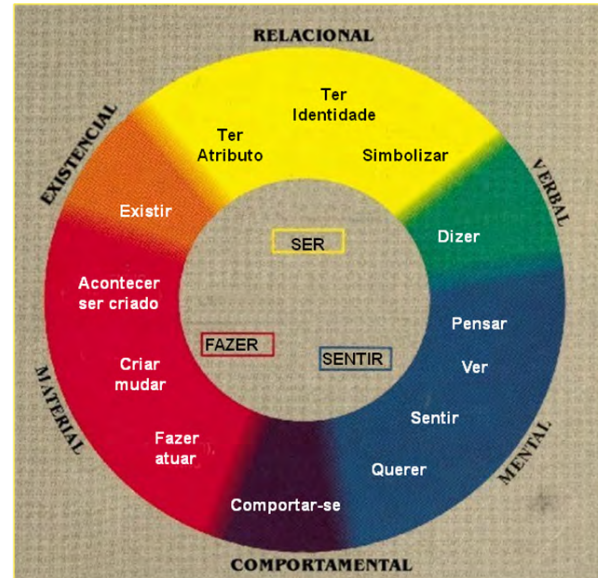 RELACIONAL
Ter
Identidade
Ter
Atributo
Simbolizar
EXISTENCIAL
VERBAL
Existir
Dizer
SER
Acontecer
ser criado
Pensar
FAZER
SENTIR
Ver
Criar
mudar
MATERIAL
Sentir
Fazer
atuar
Querer
MENTAL
Comportar-se
COMPORTAMENTAL